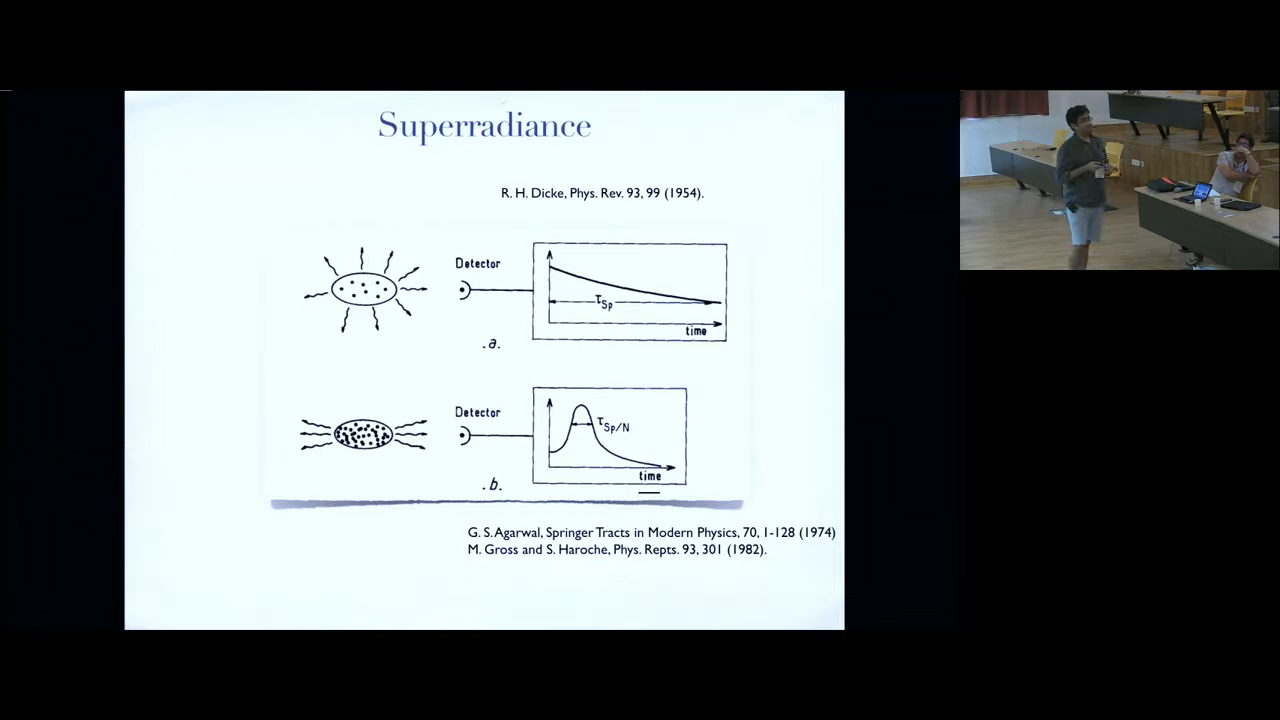 Superradiance
R. H. Dicke, Phys. Rev. 93, 99 (1954).
Detector
τSp
time
.a.
Detector
τSp/N
time
.b.
G. S. Agarwal, Springer Tracts in Modern Physics, 70, 1-128 (1974)
M. Gross and S. Haroche, Phys. Repts. 93, 301 (1982).